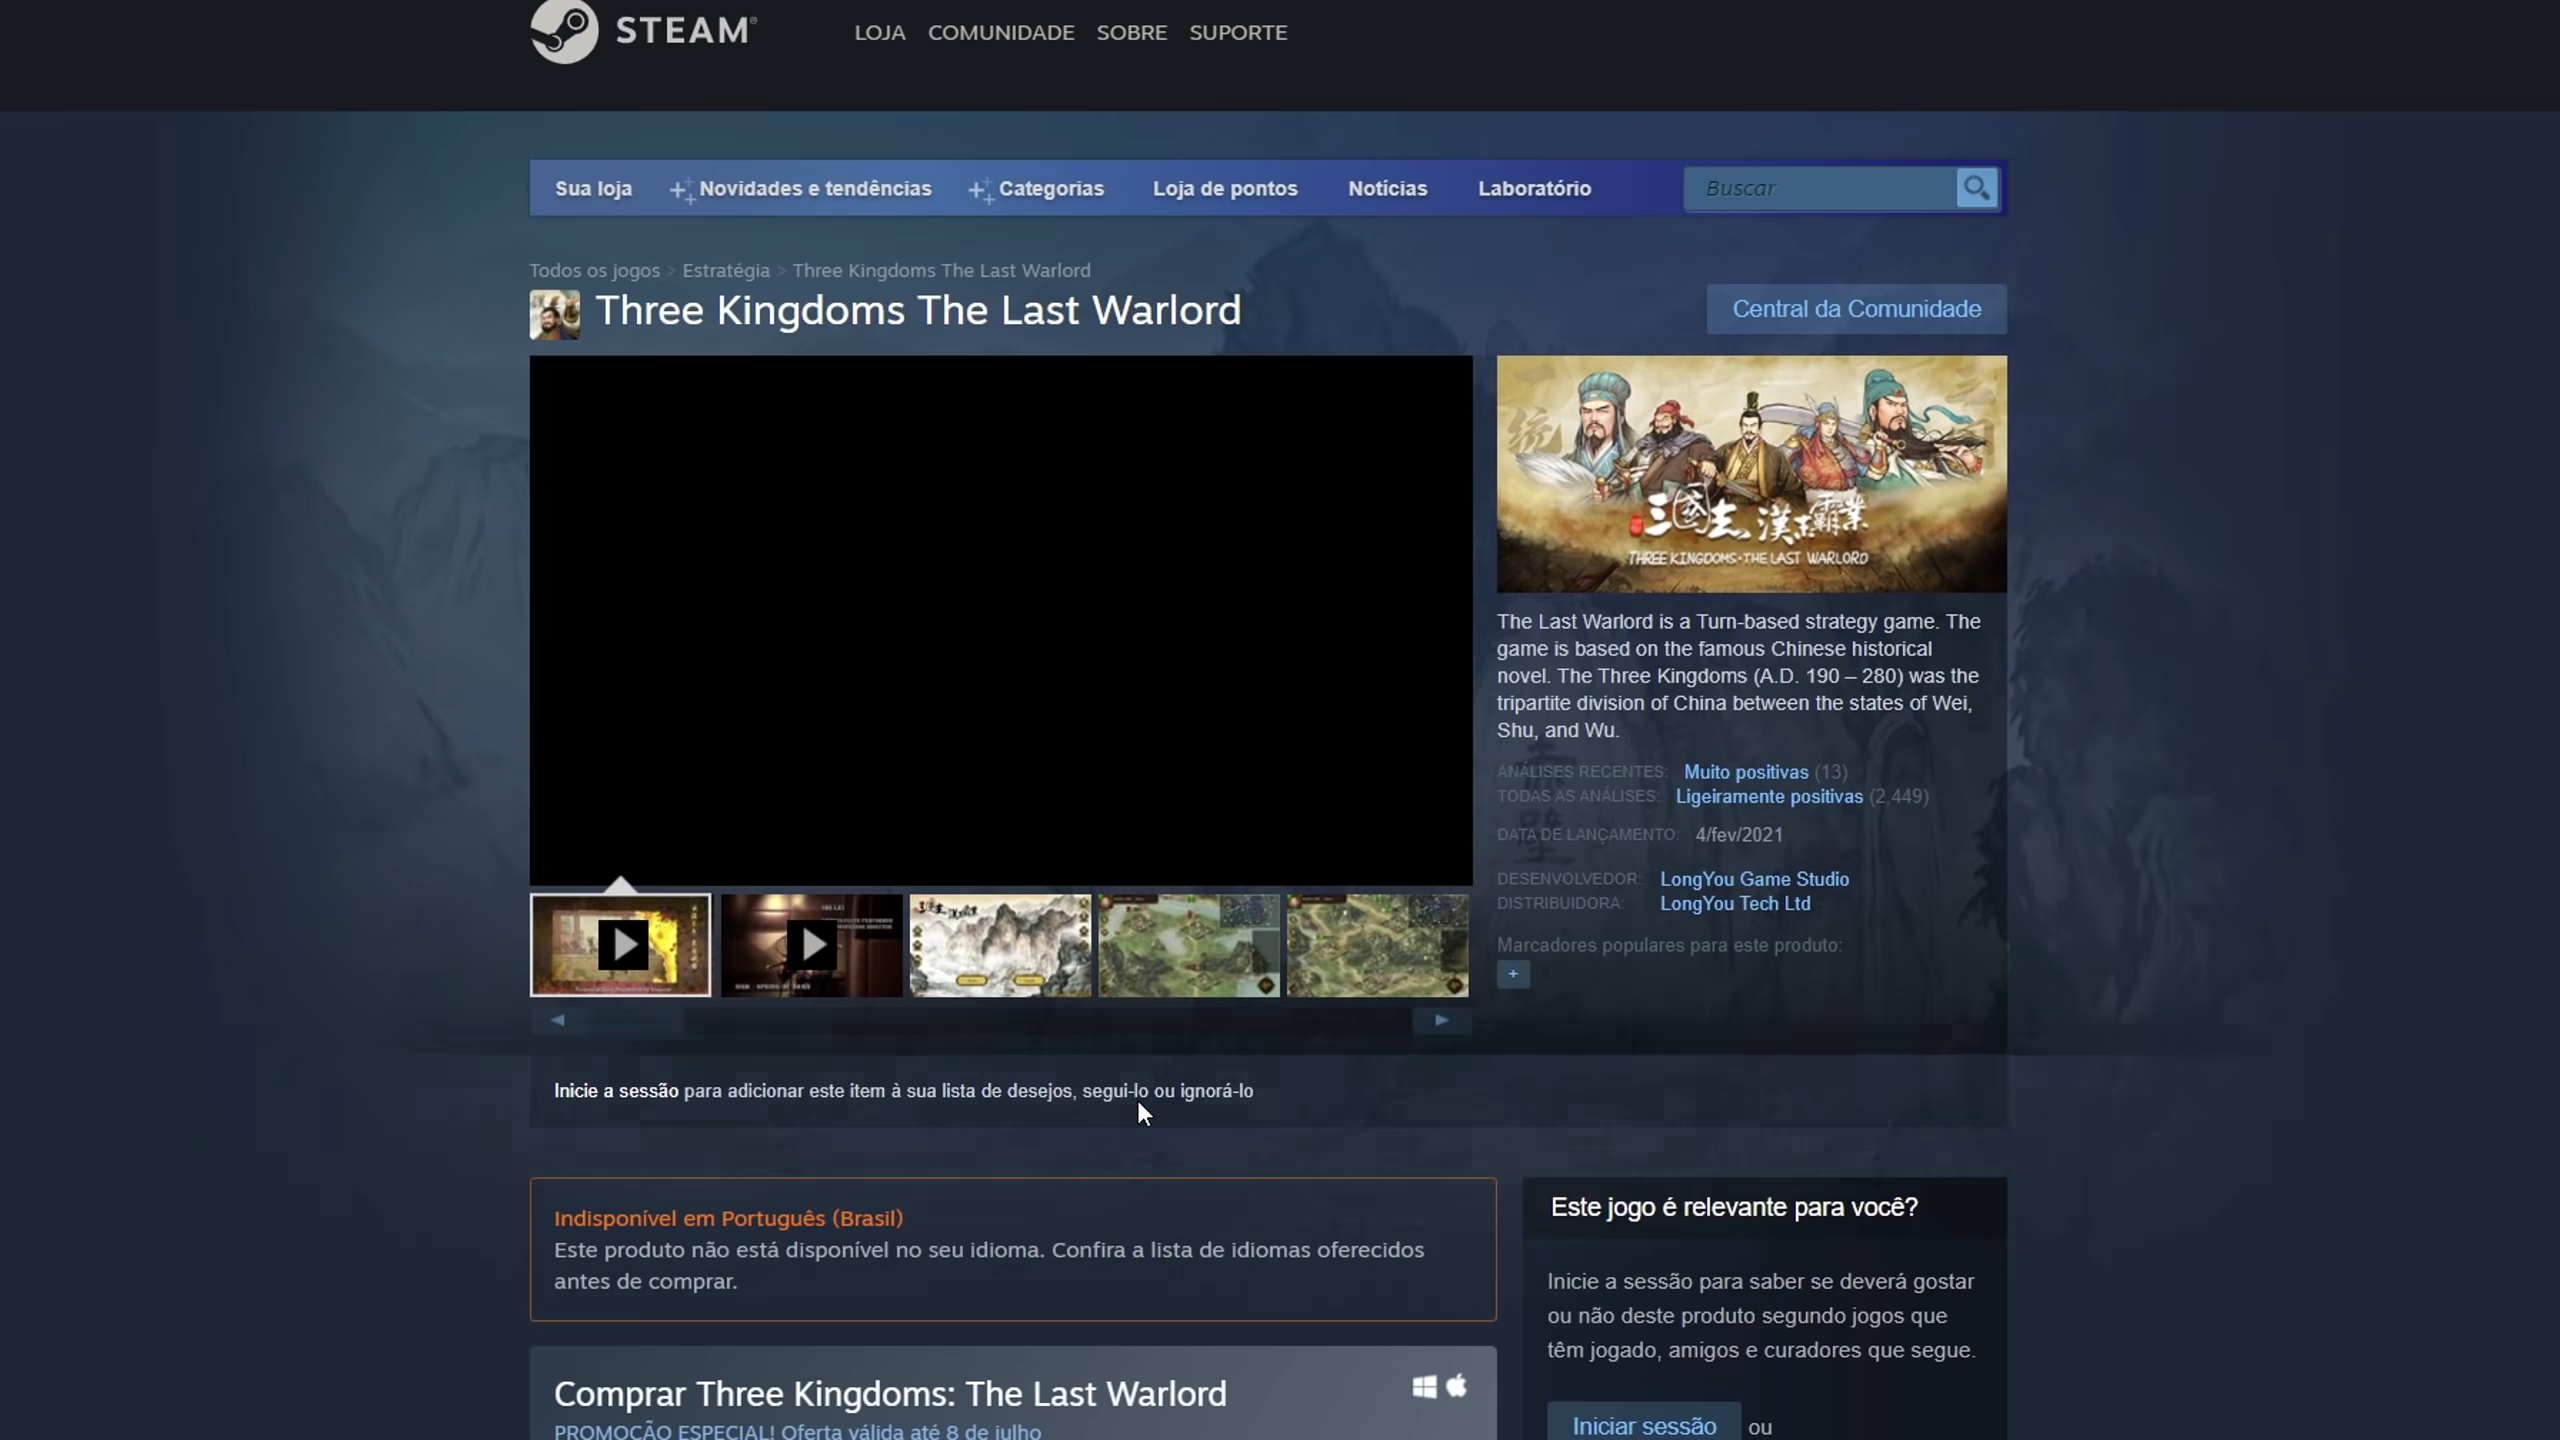 STEAM®
LOJA COMUNIDADE SOBRE SUPORTE
Sua loja Novidades e tendências Categorias Loja de pontos Notícias Laboratório Buscar
Todos os jogos > Estratégia > Three Kingdoms The Last Warlord
Three Kingdoms The Last Warlord
Central da Comunidade
三國志 漢末霸業
THREE KINGDOMS·THE LAST WARLORD
The Last Warlord is a Turn-based strategy game. The
game is based on the famous Chinese historical
novel. The Three Kingdoms (A.D. 190 – 280) was the
tripartite division of China between the states of Wei,
Shu, and Wu.
ANÁLISES RECENTES: Muito positivas (13)
TODAS AS ANÁLISES: Ligeiramente positivas (2,449)
DATA DE LANÇAMENTO: 4/fev/2021
DESENVOLVEDOR: LongYou Game Studio
DISTRIBUIDORA: LongYou Tech Ltd
Marcadores populares para este produto:
+
Inicie a sessão para adicionar este item à sua lista de desejos, segui-lo ou ignorá-lo
Indisponível em Português (Brasil)
Este produto não está disponível no seu idioma. Confira a lista de idiomas oferecidos
antes de comprar.
Este jogo é relevante para você?
Inicie a sessão para saber se deverá gostar
ou não deste produto segundo jogos que
têm jogado, amigos e curadores que segue.
Iniciar sessão ou
Comprar Three Kingdoms: The Last Warlord
PROMOÇÃO ESPECIAL! Oferta válida até 8 de julho